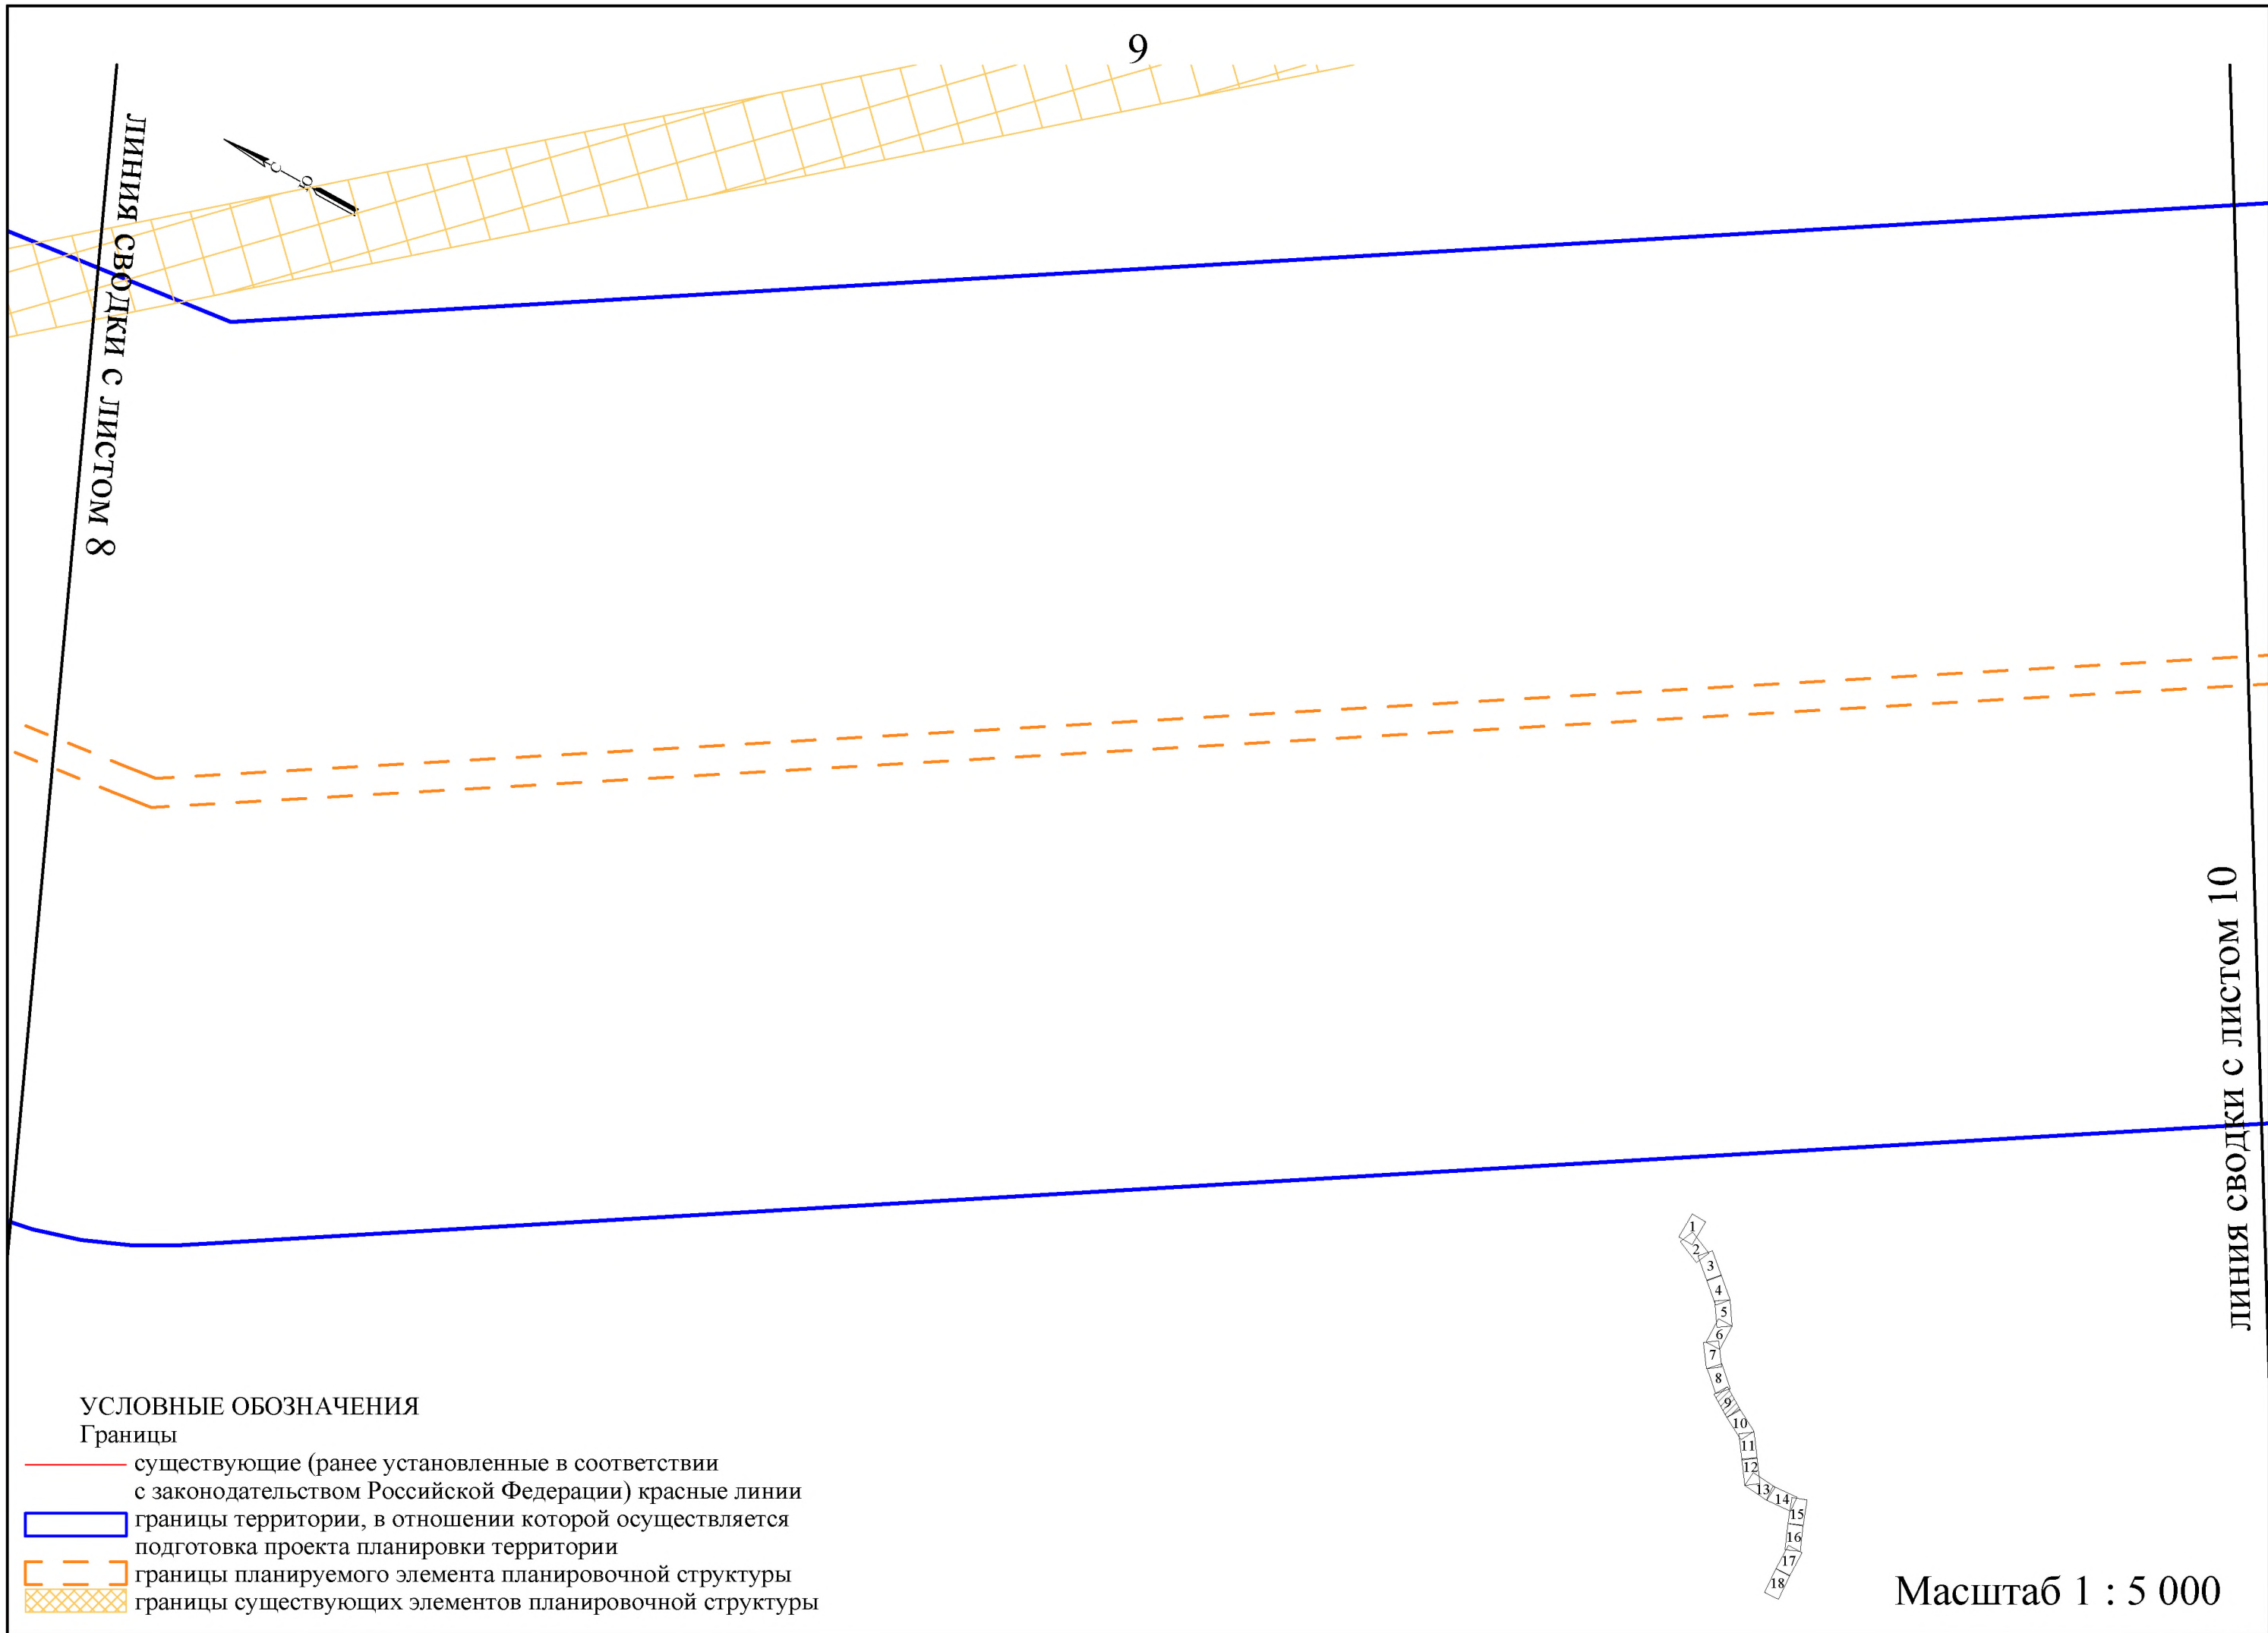 9
линия сводки с листом 8
С
Ю
линия сводки с листом 10
1
2
3
4
5
6
7
8
9
10
11
12
13
14
15
16
17
18
УСЛОВНЫЕ ОБОЗНАЧЕНИЯ
Границы
существующие (ранее установленные в соответствии
с законодательством Российской Федерации) красные линии
границы территории, в отношении которой осуществляется
подготовка проекта планировки территории
границы планируемого элемента планировочной структуры
границы существующих элементов планировочной структуры
Масштаб 1 : 5 000